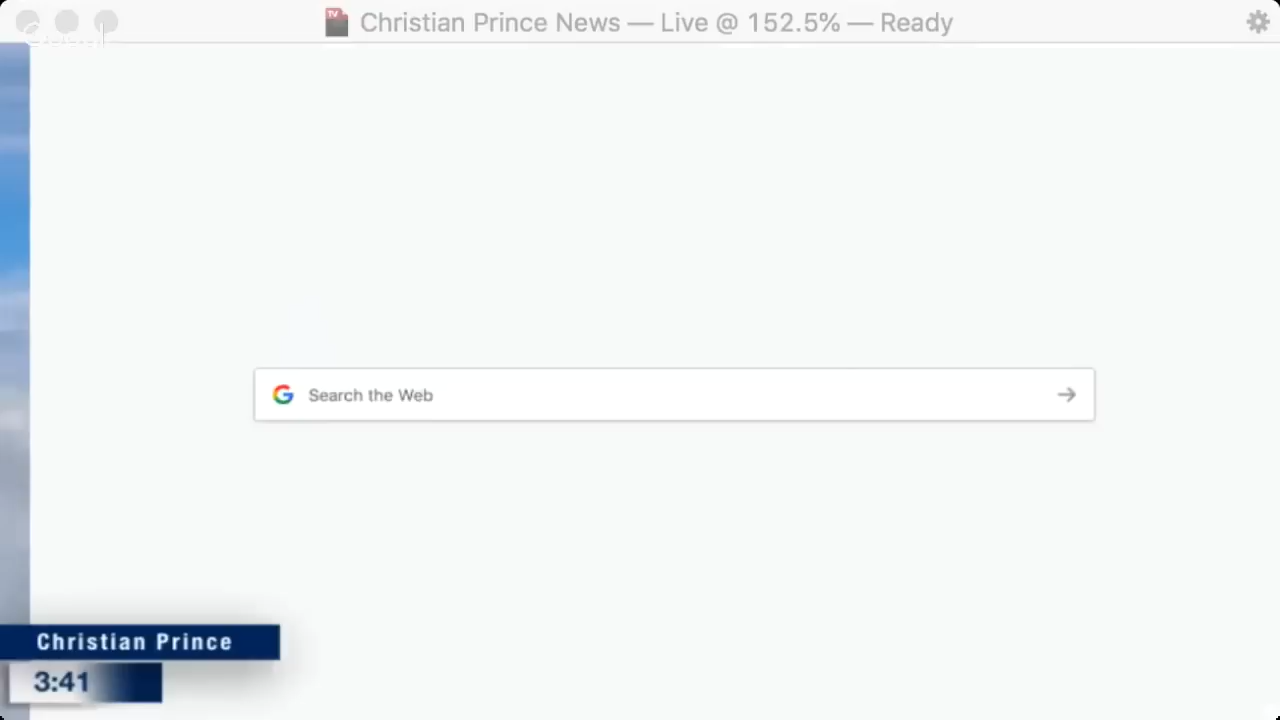 Christian Prince News — Live @ 152.5% — Ready
Search the Web
Christian Prince
3:41